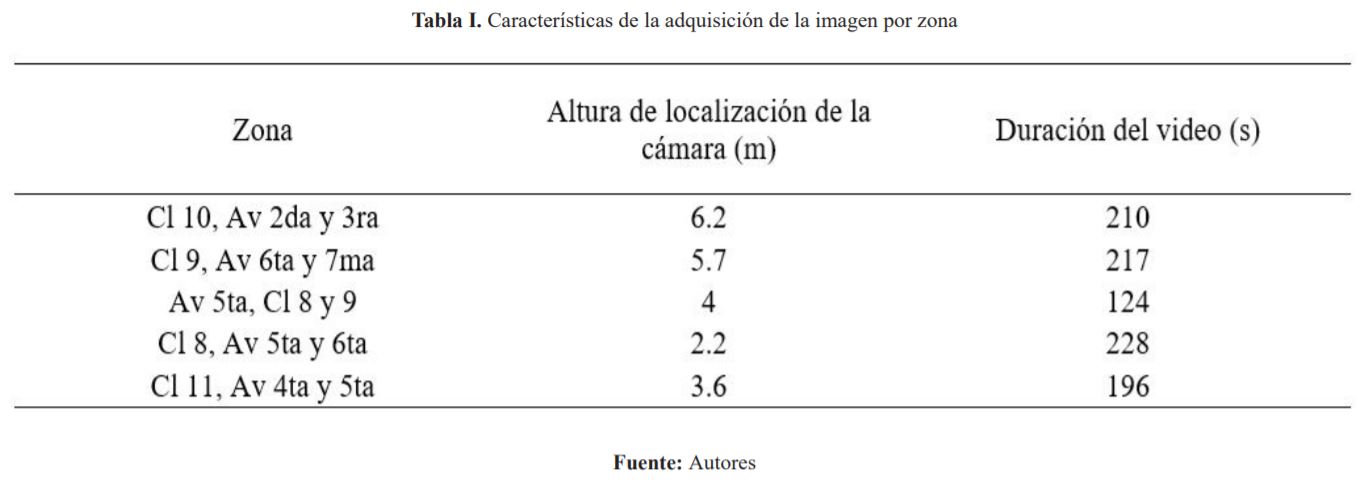 Tabla I. Características de la adquisición de la imagen por zona
Zona
Altura de localización de la
cámara (m)
Duración del video (s)
Cl 10, Av 2da y 3ra 6.2 210
Cl 9, Av 6ta y 7ma 5.7 217
Av 5ta, Cl 8 y 9 4 124
Cl 8, Av 5ta y 6ta 2.2 228
Cl 11, Av 4ta y 5ta 3.6 196
Fuente: Autores